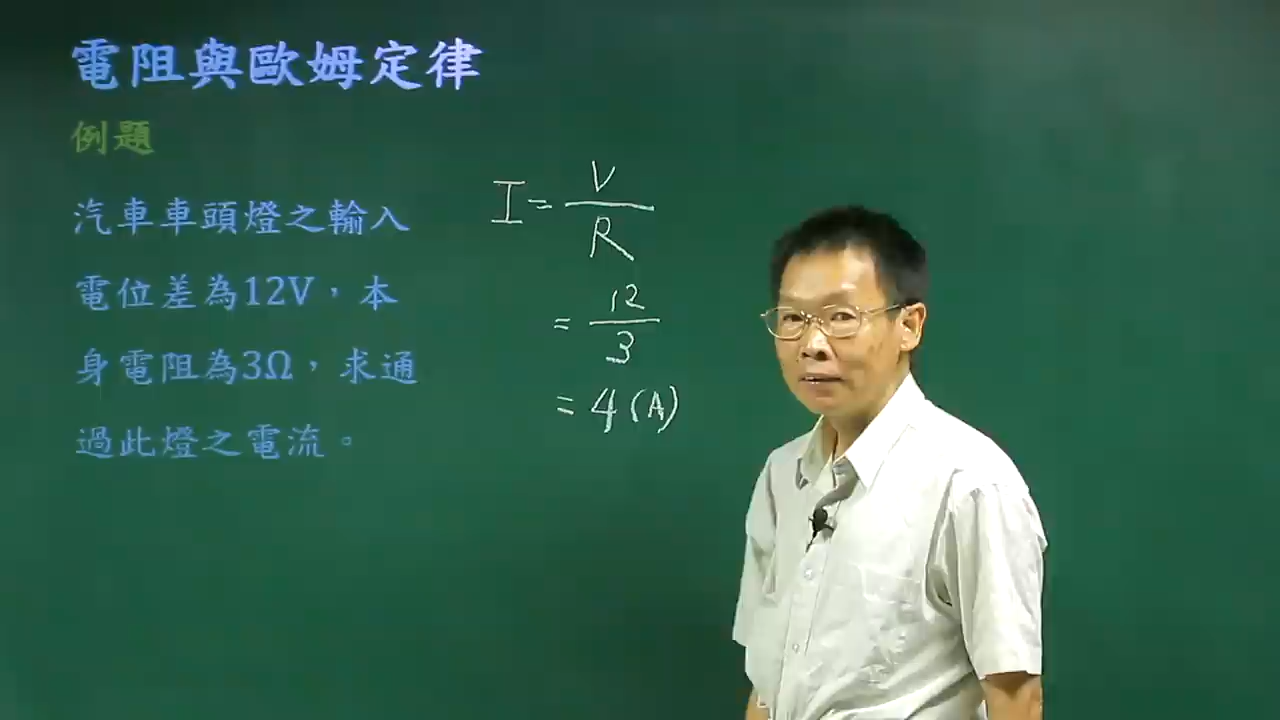 電阻與歐姆定律
例題
汽車車頭燈之輸入
電位差為12V，本
身電阻為3Ω，求通
過此燈之電流。
I = V/R
= 12/3
= 4 (A)